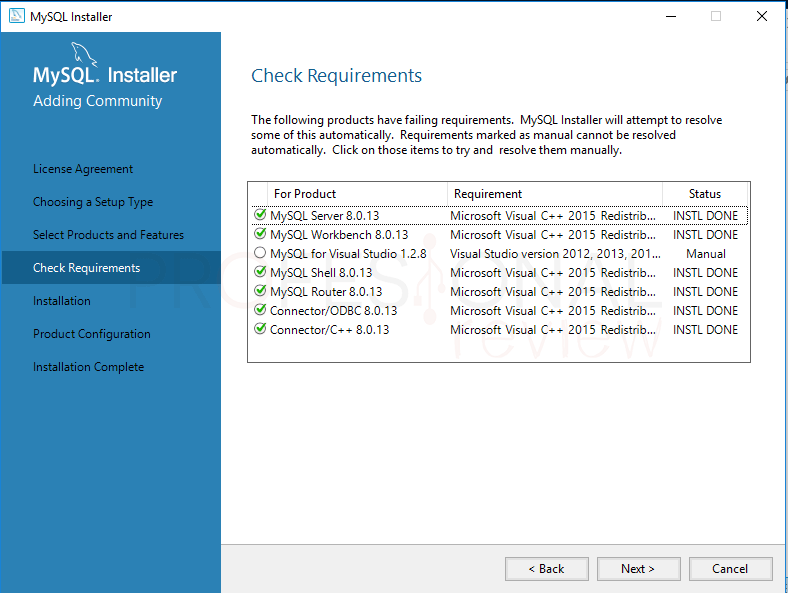 MySQL Installer
MySQL. Installer
Adding Community
License Agreement
Choosing a Setup Type
Select Products and Features
Check Requirements
Installation
Product Configuration
Installation Complete
Check Requirements
The following products have failing requirements. MySQL Installer will attempt to resolve
some of this automatically. Requirements marked as manual cannot be resolved
automatically. Click on those items to try and resolve them manually.
For Product Requirement Status
MySQL Server 8.0.13 Microsoft Visual C++ 2015 Redistrib... INSTL DONE
MySQL Workbench 8.0.13 Microsoft Visual C++ 2015 Redistrib... INSTL DONE
MySQL for Visual Studio 1.2.8 Visual Studio version 2012, 2013, 201... Manual
MySQL Shell 8.0.13 Microsoft Visual C++ 2015 Redistrib... INSTL DONE
MySQL Router 8.0.13 Microsoft Visual C++ 2015 Redistrib... INSTL DONE
Connector/ODBC 8.0.13 Microsoft Visual C++ 2015 Redistrib... INSTL DONE
Connector/C++ 8.0.13 Microsoft Visual C++ 2015 Redistrib... INSTL DONE
PROFESIONAL
review
< Back Next > Cancel